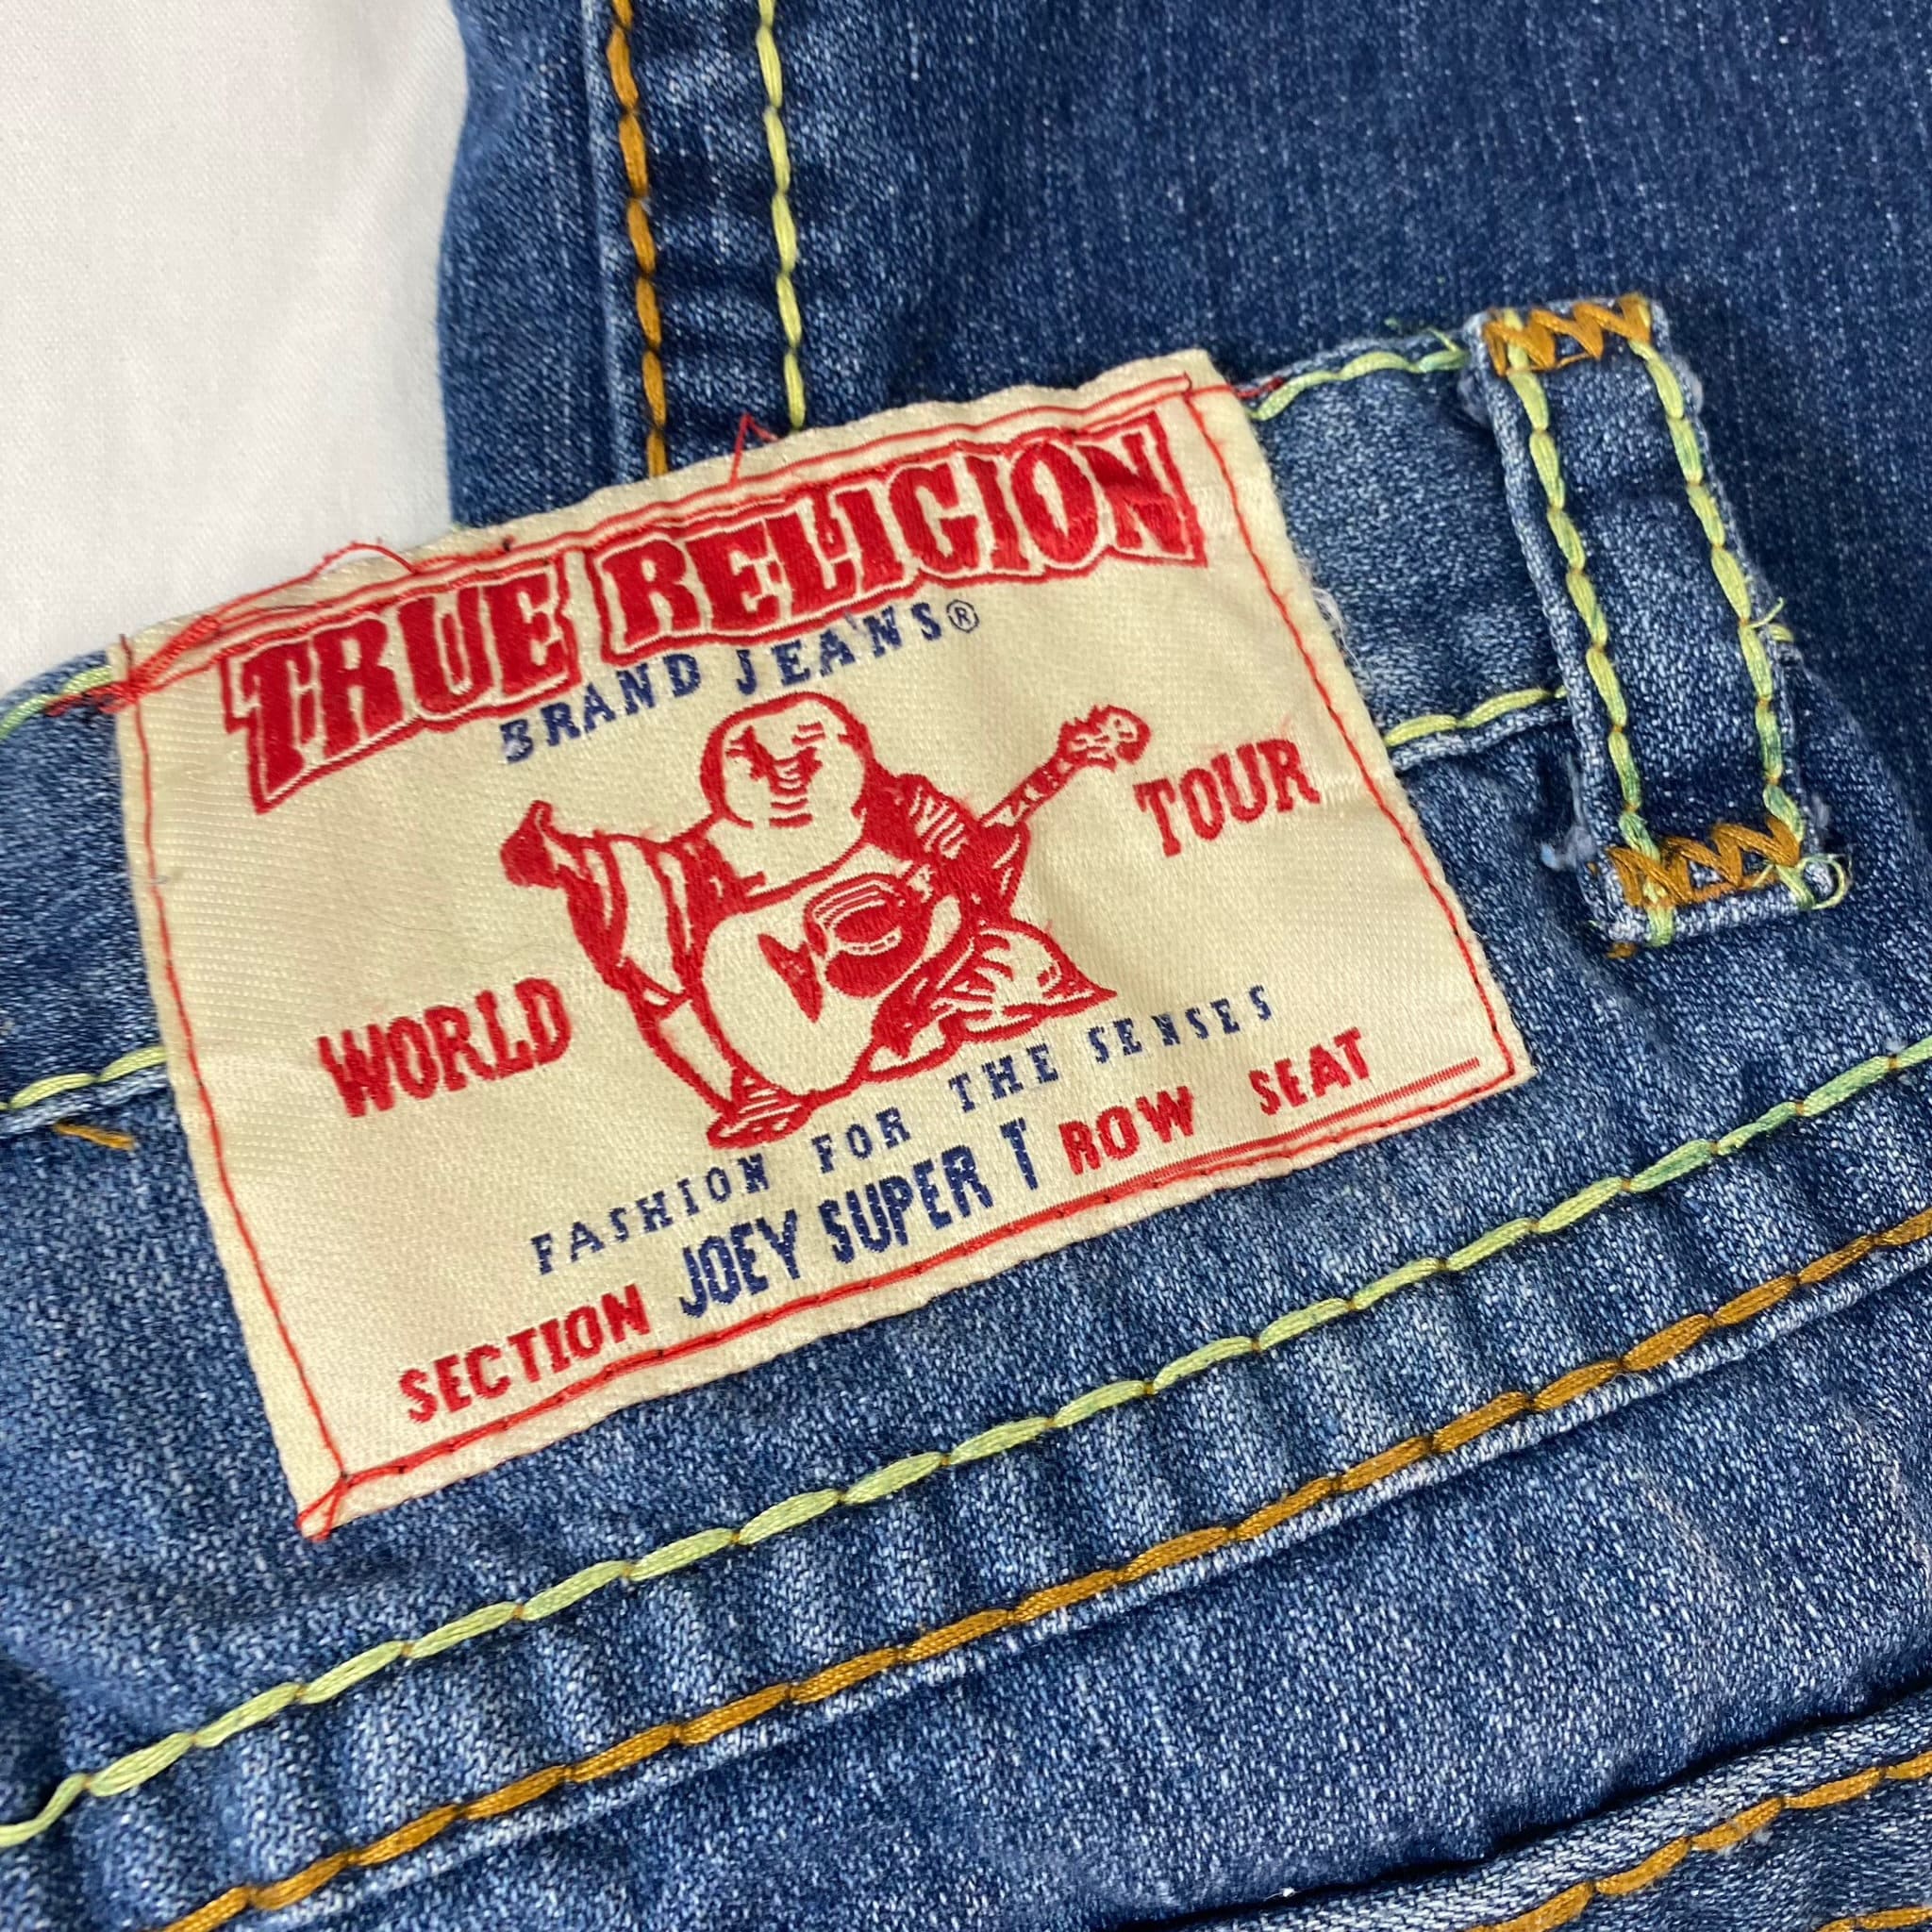 TRUE RELIGION
BRAND JEANS®
WORLD TOUR
FASHION FOR THE SENSES
SECTION JOEY SUPER T ROW SEAT